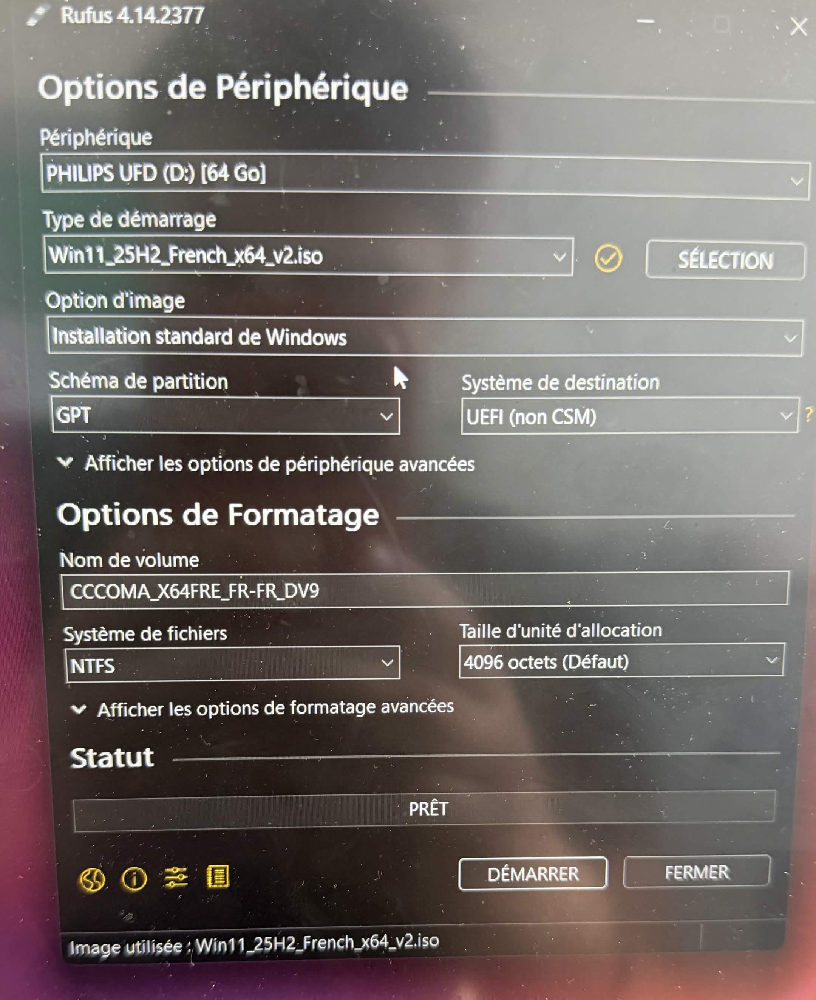 Rufus 4.14.2377
Options de Périphérique
Périphérique
PHILIPS UFD (D:) [64 Go]
Type de démarrage
Win11_25H2_French_x64_v2.iso
SÉLECTION
Option d'image
Installation standard de Windows
Schéma de partition
Système de destination
GPT
UEFI (non CSM)
?
Afficher les options de périphérique avancées
Options de Formatage
Nom de volume
CCCOMA_X64FRE_FR-FR_DV9
Système de fichiers
Taille d'unité d'allocation
NTFS
4096 octets (Défaut)
Afficher les options de formatage avancées
Statut
PRÊT
DÉMARRER
FERMER
Image utilisée : Win11_25H2_French_x64_v2.iso